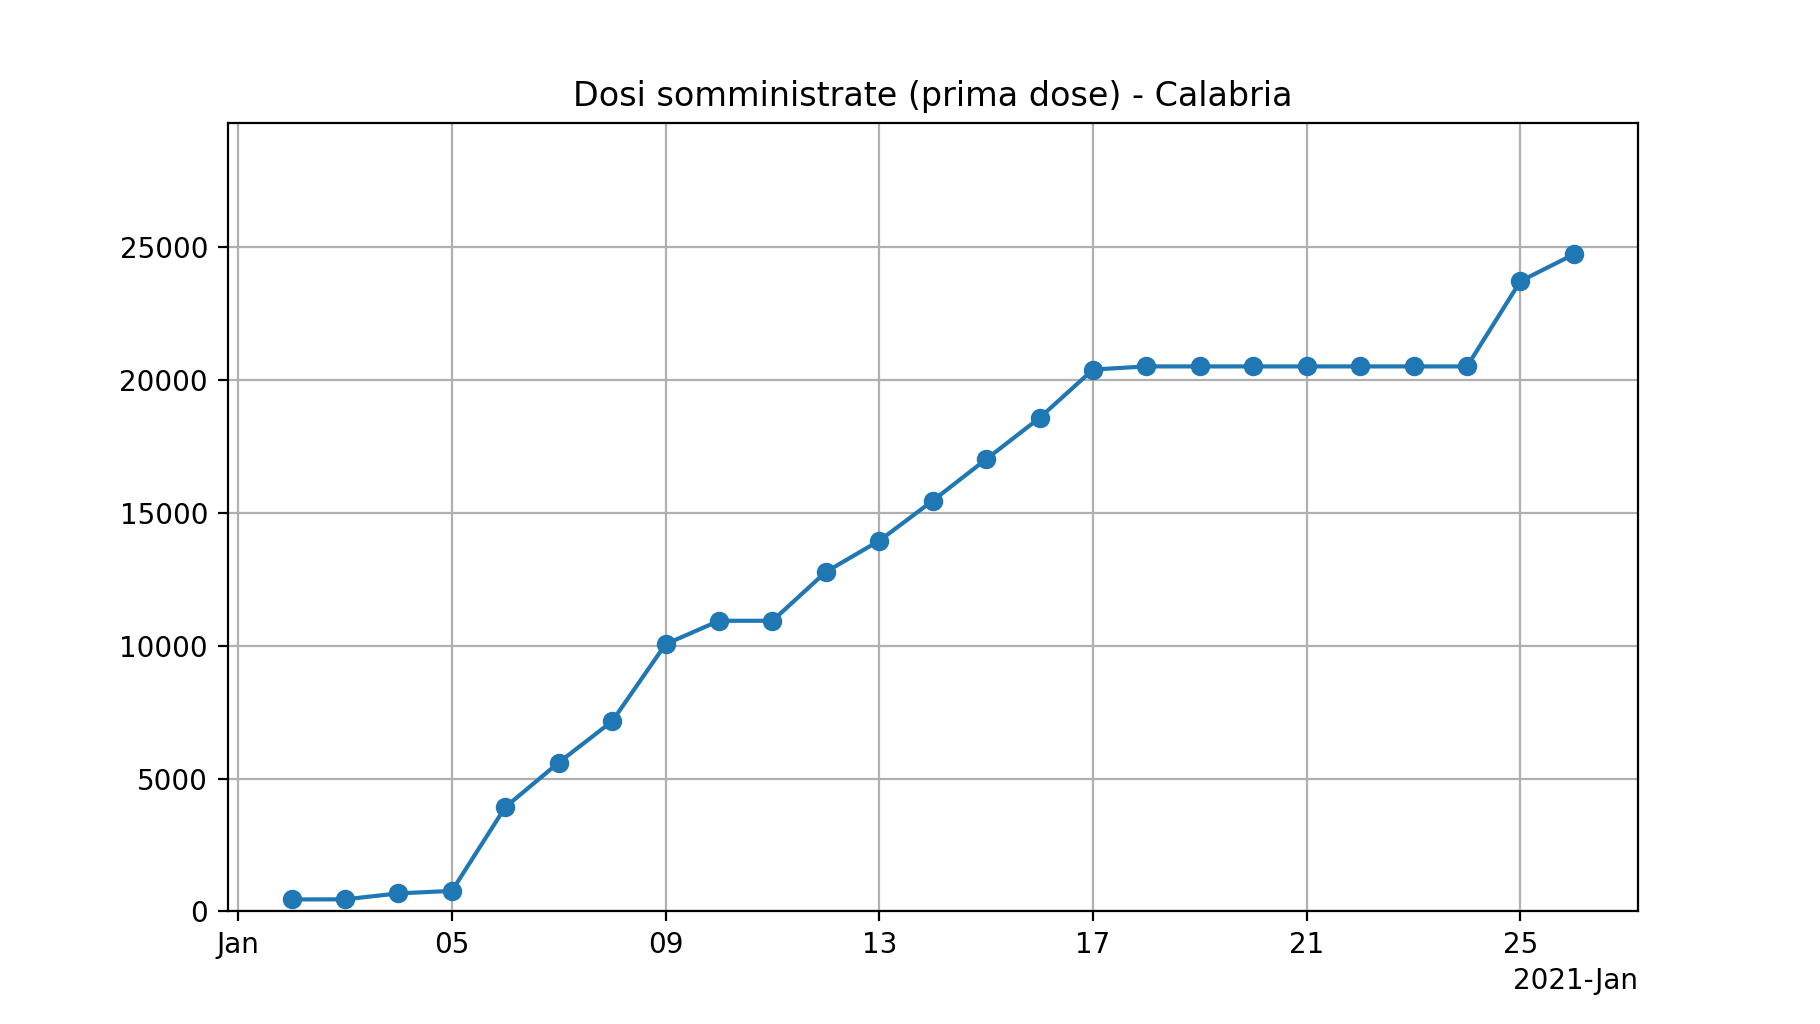 Dosi somministrate (prima dose) - Calabria
25000
20000
15000
10000
5000
0
Jan 05 09 13 17 21 25
2021-Jan